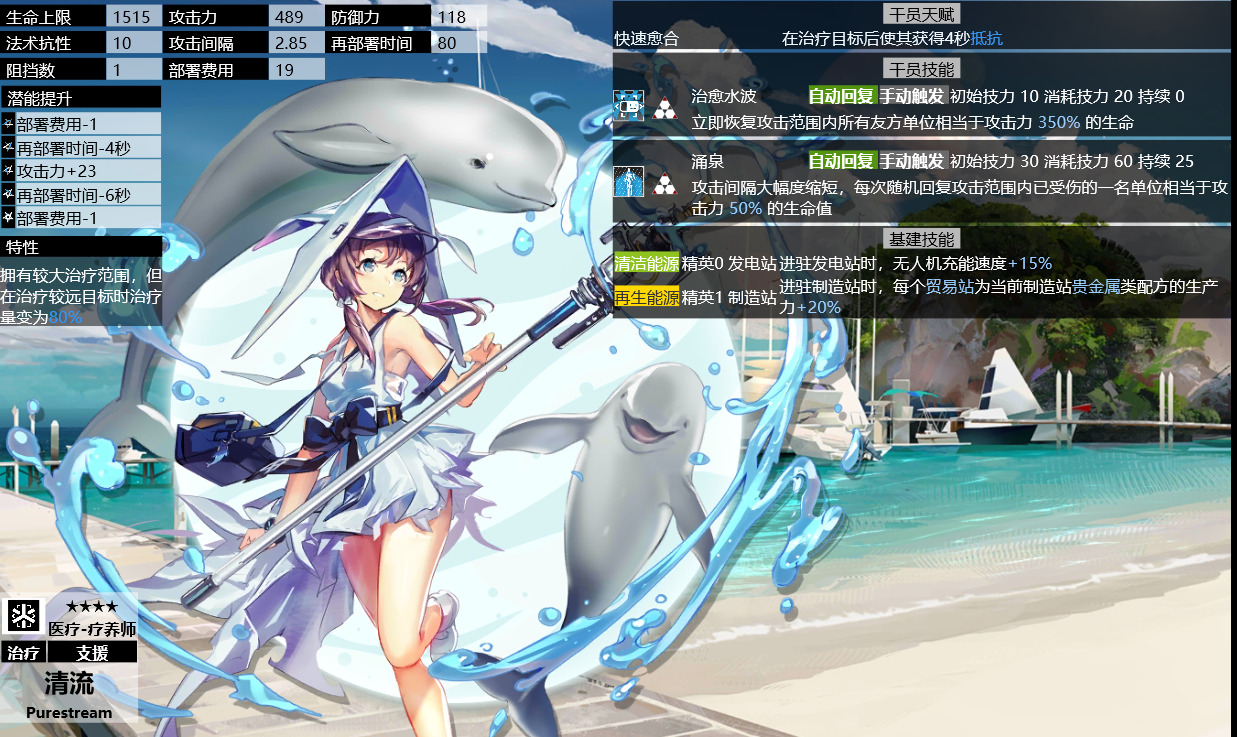 生命上限 1515 攻击力 489 防御力 118
法术抗性 10 攻击间隔 2.85 再部署时间 80
阻挡数 1 部署费用 19
潜能提升
部署费用-1
再部署时间-4秒
攻击力+23
再部署时间-6秒
部署费用-1
特性
拥有较大治疗范围，但
在治疗较远目标时治疗
量变为80%
★★★★
医疗-疗养师
治疗 支援
清流
Purestream
干员天赋
快速愈合 在治疗目标后使其获得4秒抵抗
干员技能
治愈水波 自动回复 手动触发 初始技力 10 消耗技力 20 持续 0
立即恢复攻击范围内所有友方单位相当于攻击力 350% 的生命
涌泉 自动回复 手动触发 初始技力 30 消耗技力 60 持续 25
攻击间隔大幅度缩短，每次随机回复攻击范围内已受伤的一名单位相当于攻
击力 50% 的生命值
基建技能
清洁能源 精英0 发电站 进驻发电站时，无人机充能速度+15%
再生能源 精英1 制造站 进驻制造站时，每个贸易站为当前制造站贵金属类配方的生产
力+20%